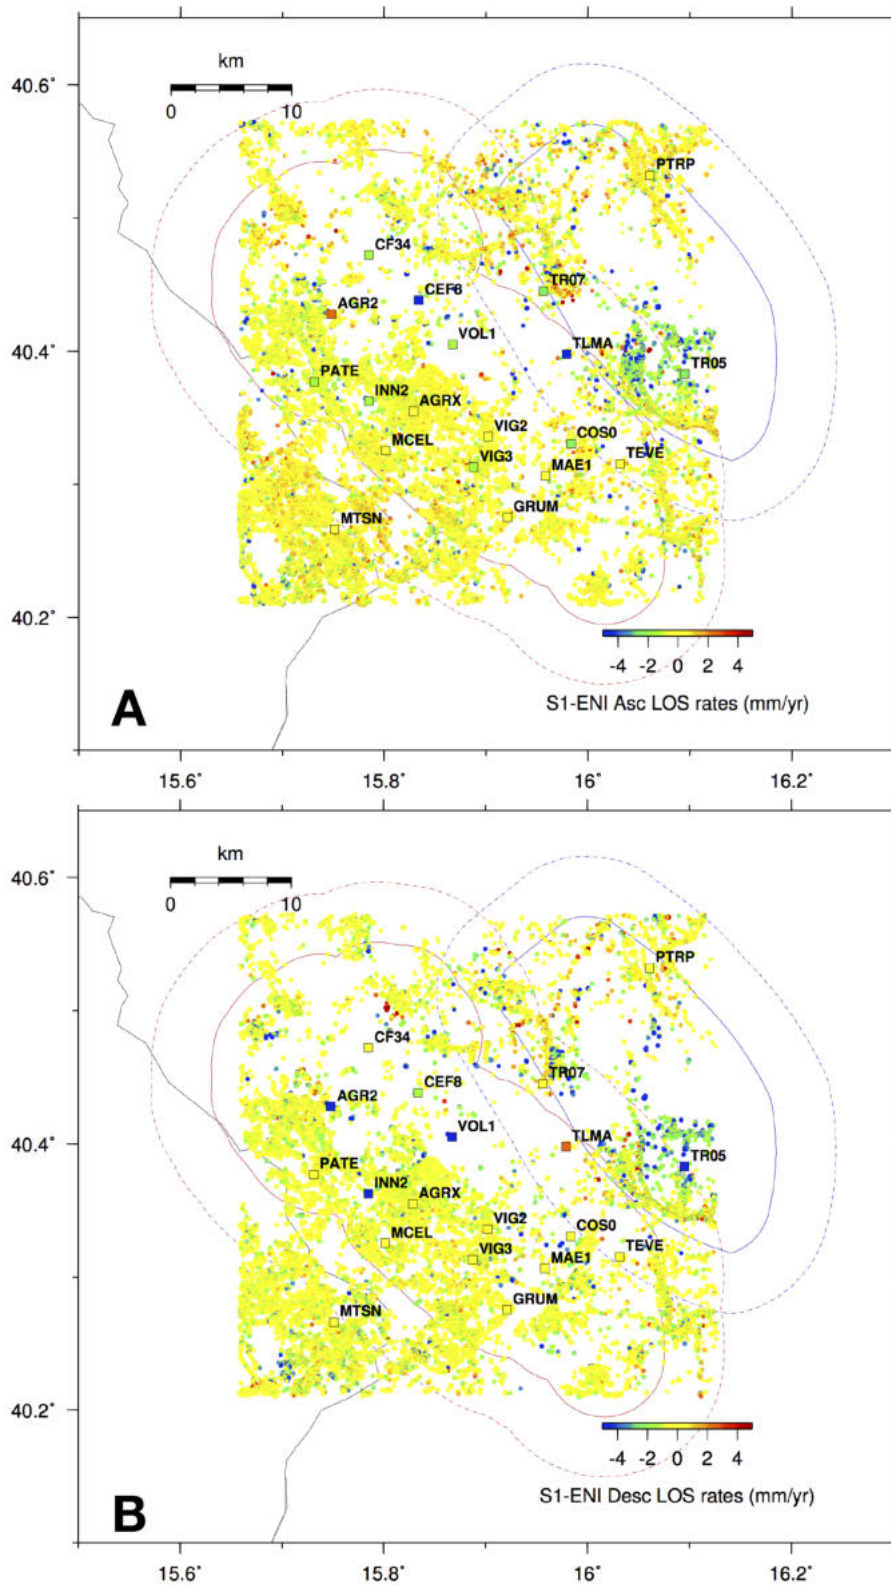 km
0 10
40.6°
PTRP
CF34
TR07
AGR2
CEF8
VOL1
TLMA
40.4°
TR05
PATE
INN2
AGRX
VIG2
COS0
MCEL
VIG3
MAE1
TEVE
GRUM
MTSN
40.2°
-4 -2 0 2 4
S1-ENI Asc LOS rates (mm/yr)
A
15.6° 15.8° 16° 16.2°
km
0 10
40.6°
PTRP
CF34
TR07
CEF8
AGR2
VOL1
TLMA
40.4°
TR05
PATE
INN2
AGRX
VIG2
COS0
MCEL
VIG3
MAE1
TEVE
GRUM
MTSN
40.2°
-4 -2 0 2 4
S1-ENI Desc LOS rates (mm/yr)
B
15.6° 15.8° 16° 16.2°